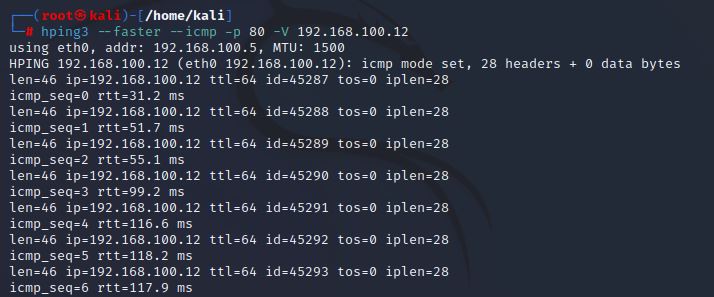 ┌──(root㉿kali)-[/home/kali]
└─# hping3 --faster --icmp -p 80 -V 192.168.100.12
using eth0, addr: 192.168.100.5, MTU: 1500
HPING 192.168.100.12 (eth0 192.168.100.12): icmp mode set, 28 headers + 0 data bytes
len=46 ip=192.168.100.12 ttl=64 id=45287 tos=0 iplen=28
icmp_seq=0 rtt=31.2 ms
len=46 ip=192.168.100.12 ttl=64 id=45288 tos=0 iplen=28
icmp_seq=1 rtt=51.7 ms
len=46 ip=192.168.100.12 ttl=64 id=45289 tos=0 iplen=28
icmp_seq=2 rtt=55.1 ms
len=46 ip=192.168.100.12 ttl=64 id=45290 tos=0 iplen=28
icmp_seq=3 rtt=99.2 ms
len=46 ip=192.168.100.12 ttl=64 id=45291 tos=0 iplen=28
icmp_seq=4 rtt=116.6 ms
len=46 ip=192.168.100.12 ttl=64 id=45292 tos=0 iplen=28
icmp_seq=5 rtt=118.2 ms
len=46 ip=192.168.100.12 ttl=64 id=45293 tos=0 iplen=28
icmp_seq=6 rtt=117.9 ms